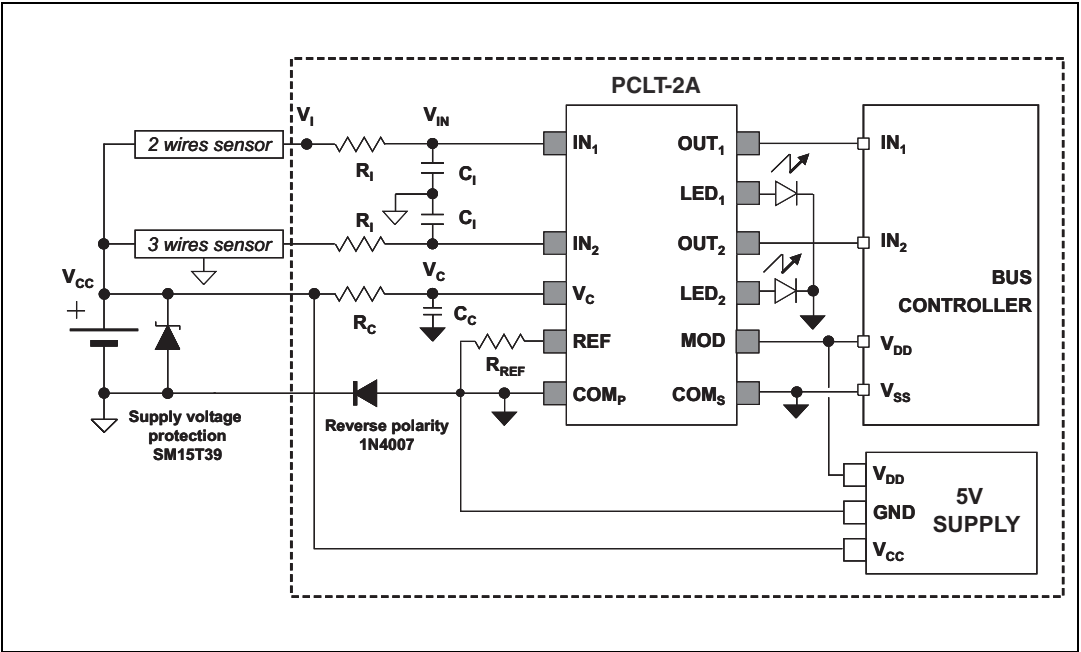 PCLT-2A
V_I
V_IN
2 wires sensor
R_I
C_I
IN_1
OUT_1
IN_1
LED_1
R_I
C_I
3 wires sensor
IN_2
OUT_2
IN_2
V_CC
+
V_C
R_C
C_C
V_C
LED_2
BUS
CONTROLLER
R_REF
REF
MOD
V_DD
COM_P
COM_S
V_SS
Supply voltage
protection
SM15T39
Reverse polarity
1N4007
V_DD
GND
V_CC
5V
SUPPLY